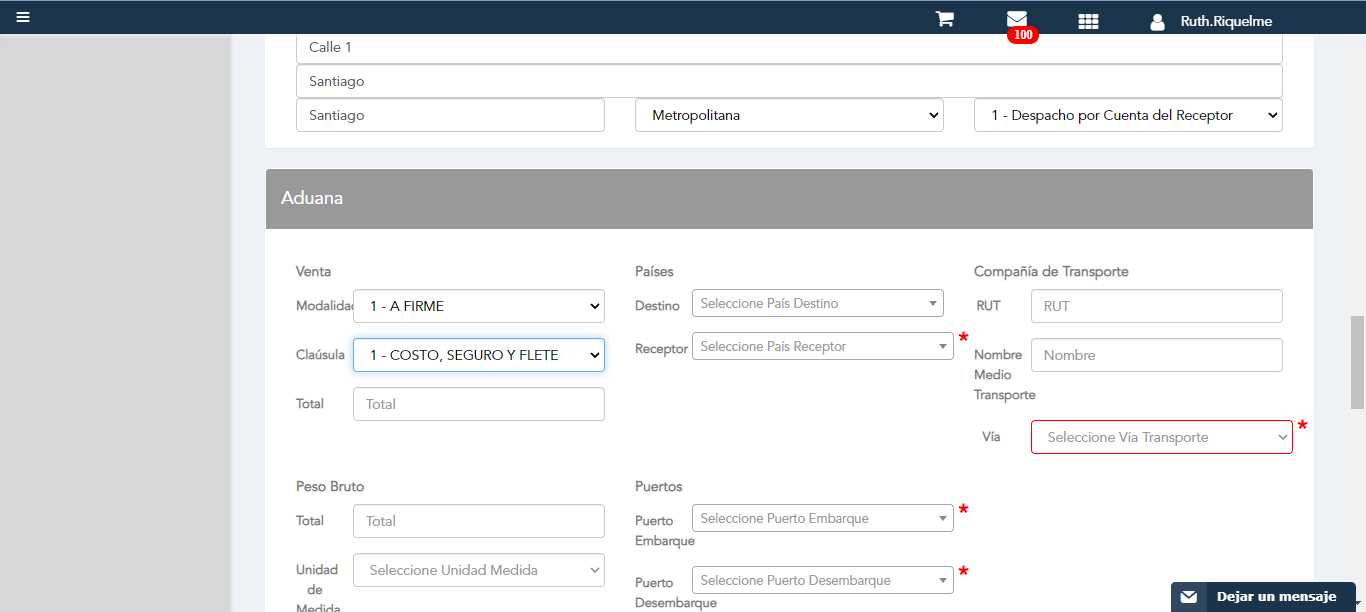 Ruth.Riquelme
100
Calle 1
Santiago
Santiago Metropolitana 1 - Despacho por Cuenta del Receptor
Aduana
Venta
Modalidad 1 - A FIRME
Claúsula 1 - COSTO, SEGURO Y FLETE
Total Total
Países
Destino Seleccione País Destino
Receptor Seleccione País Receptor *
Compañía de Transporte
RUT RUT
Nombre Nombre
Medio
Transporte
Vía Seleccione Vía Transporte *
Peso Bruto
Total Total
Unidad Seleccione Unidad Medida
de
Medida
Puertos
Puerto Seleccione Puerto Embarque *
Embarque
Puerto Seleccione Puerto Desembarque *
Desembarque
Dejar un mensaje